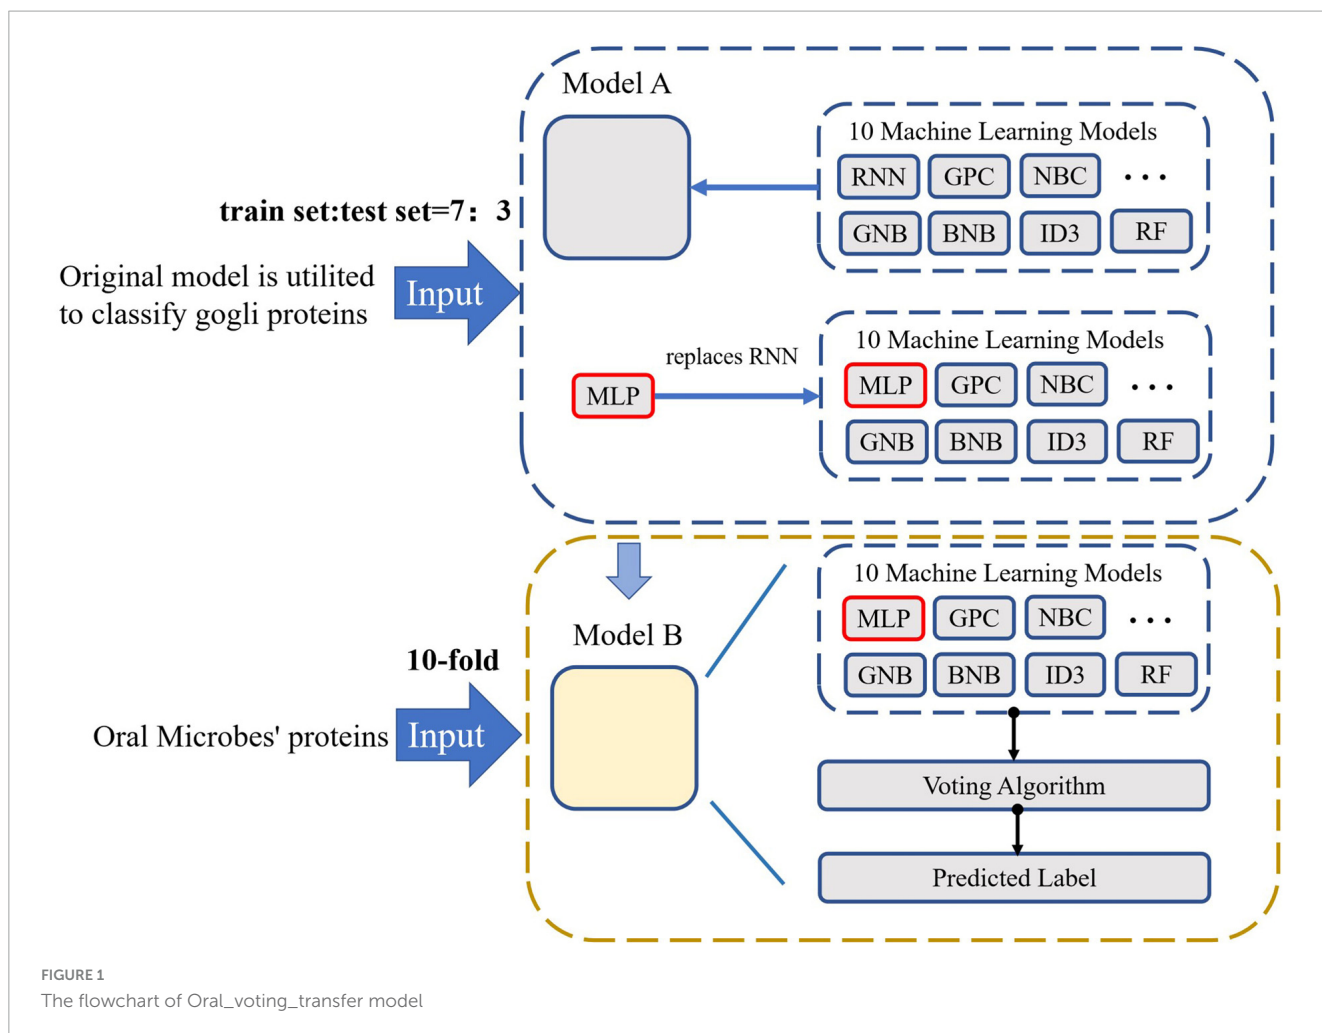 Model A
10 Machine Learning Models
RNN GPC NBC ...
GNB BNB ID3 RF
train set:test set=7：3
Original model is utilited
to classify gogli proteins
Input
replaces RNN
MLP
10 Machine Learning Models
MLP GPC NBC ...
GNB BNB ID3 RF
Model B
10 Machine Learning Models
MLP GPC NBC ...
GNB BNB ID3 RF
10-fold
Oral Microbes' proteins
Input
Voting Algorithm
Predicted Label
FIGURE 1
The flowchart of Oral_voting_transfer model